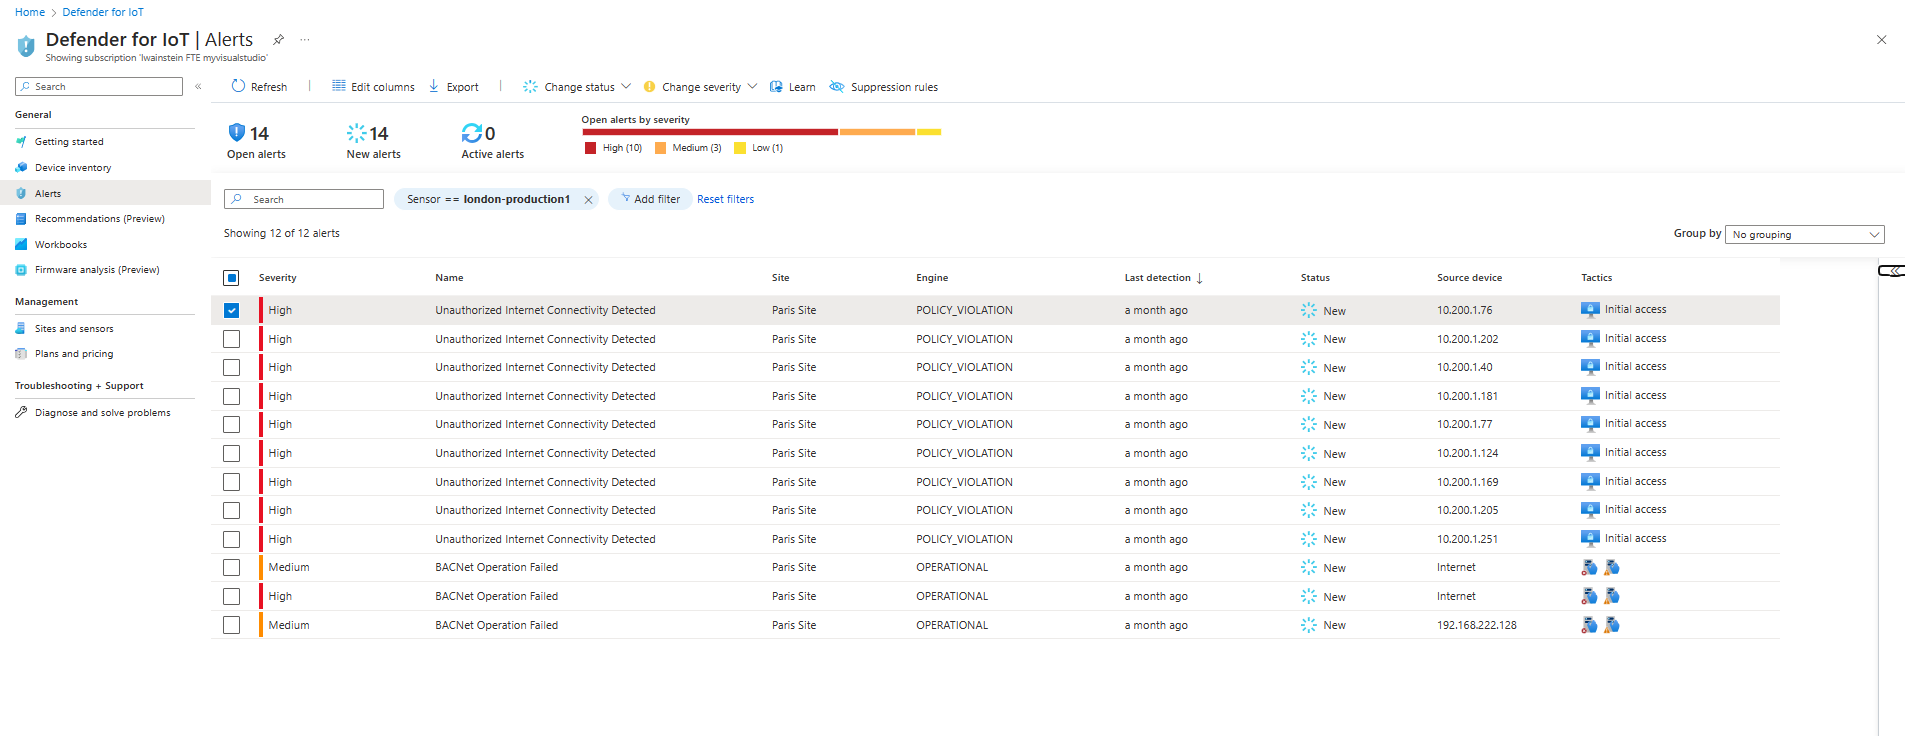 Home > Defender for IoT
Defender for IoT | Alerts ...
Showing subscription 'lwainstein FTE myvisualstudio'
Search «
General
Getting started
Device inventory
Alerts
Recommendations (Preview)
Workbooks
Firmware analysis (Preview)
Management
Sites and sensors
Plans and pricing
Troubleshooting + Support
Diagnose and solve problems
Refresh | Edit columns Export | Change status Change severity Learn Suppression rules
14 14 0
Open alerts New alerts Active alerts
Open alerts by severity
High (10) Medium (3) Low (1)
Search Sensor == london-production1 Add filter Reset filters
Showing 12 of 12 alerts
Group by No grouping
Severity Name Site Engine Last detection ↓ Status Source device Tactics
High Unauthorized Internet Connectivity Detected Paris Site POLICY_VIOLATION a month ago New 10.200.1.76 Initial access
High Unauthorized Internet Connectivity Detected Paris Site POLICY_VIOLATION a month ago New 10.200.1.202 Initial access
High Unauthorized Internet Connectivity Detected Paris Site POLICY_VIOLATION a month ago New 10.200.1.40 Initial access
High Unauthorized Internet Connectivity Detected Paris Site POLICY_VIOLATION a month ago New 10.200.1.181 Initial access
High Unauthorized Internet Connectivity Detected Paris Site POLICY_VIOLATION a month ago New 10.200.1.77 Initial access
High Unauthorized Internet Connectivity Detected Paris Site POLICY_VIOLATION a month ago New 10.200.1.124 Initial access
High Unauthorized Internet Connectivity Detected Paris Site POLICY_VIOLATION a month ago New 10.200.1.169 Initial access
High Unauthorized Internet Connectivity Detected Paris Site POLICY_VIOLATION a month ago New 10.200.1.205 Initial access
High Unauthorized Internet Connectivity Detected Paris Site POLICY_VIOLATION a month ago New 10.200.1.251 Initial access
Medium BACNet Operation Failed Paris Site OPERATIONAL a month ago New Internet
High BACNet Operation Failed Paris Site OPERATIONAL a month ago New Internet
Medium BACNet Operation Failed Paris Site OPERATIONAL a month ago New 192.168.222.128